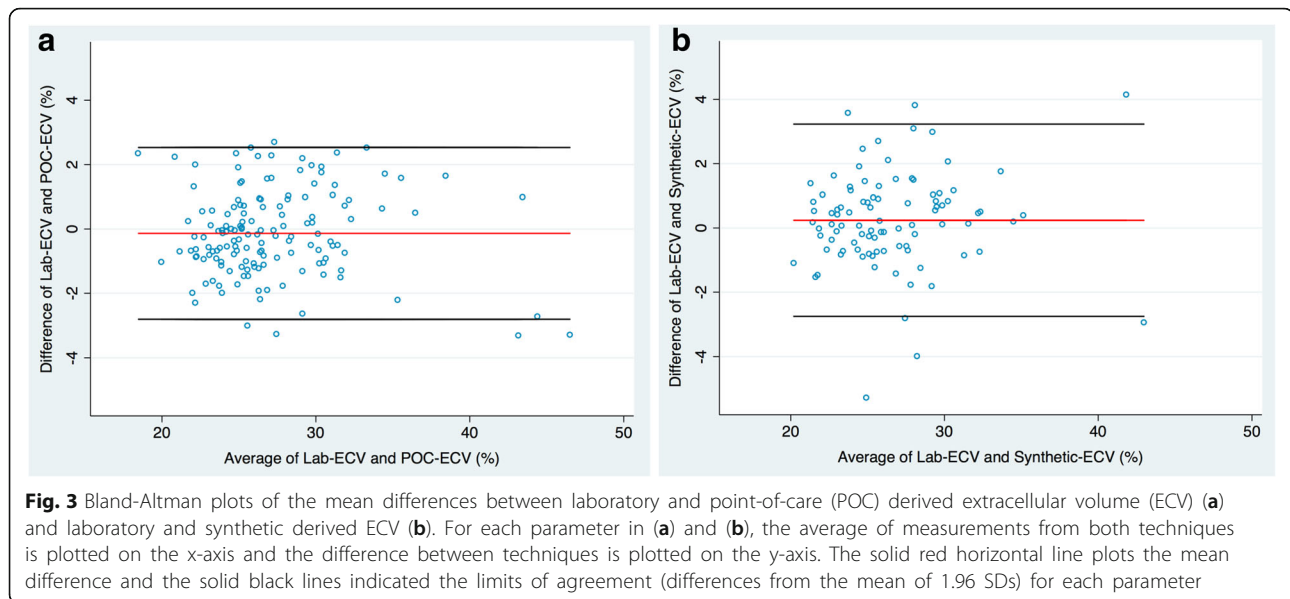 a
Difference of Lab-ECV and POC-ECV (%)
4
2
0
-2
-4
20
30
40
50
Average of Lab-ECV and POC-ECV (%)
b
Difference of Lab-ECV and Synthetic-ECV (%)
4
2
0
-2
-4
20
30
40
50
Average of Lab-ECV and Synthetic-ECV (%)
Fig. 3 Bland-Altman plots of the mean differences between laboratory and point-of-care (POC) derived extracellular volume (ECV) (a)
and laboratory and synthetic derived ECV (b). For each parameter in (a) and (b), the average of measurements from both techniques
is plotted on the x-axis and the difference between techniques is plotted on the y-axis. The solid red horizontal line plots the mean
difference and the solid black lines indicated the limits of agreement (differences from the mean of 1.96 SDs) for each parameter